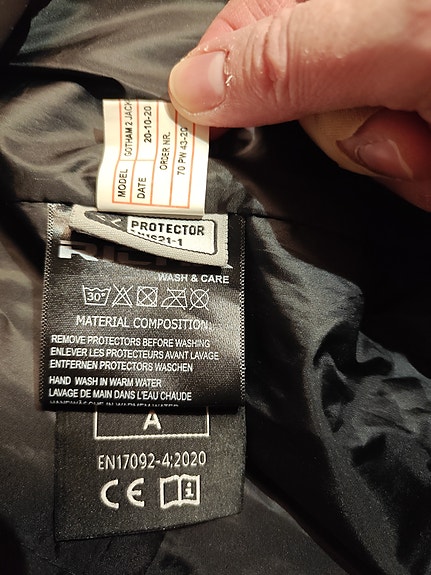 MODEL GOTHAM 2 JACK
DATE 20-10-20
ORDER NR. 70 PW 43-20
PROTECTOR
WASH & CARE
30°
MATERIAL COMPOSITION:
REMOVE PROTECTORS BEFORE WASHING
ENLEVER LES PROTECTEURS AVANT LAVAGE
ENTFERNEN PROTECTORS WASCHEN
HAND WASH IN WARM WATER
LAVAGE DE MAIN DANS L'EAU CHAUDE
A
EN17092-4;2020
CE i